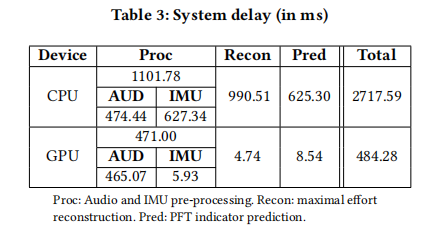 Table 3: System delay (in ms)
Device Proc Recon Pred Total
1101.78
CPU AUD IMU 990.51 625.30 2717.59
474.44 627.34
471.00
GPU AUD IMU 4.74 8.54 484.28
465.07 5.93
Proc: Audio and IMU pre-processing. Recon: maximal effort
reconstruction. Pred: PFT indicator prediction.